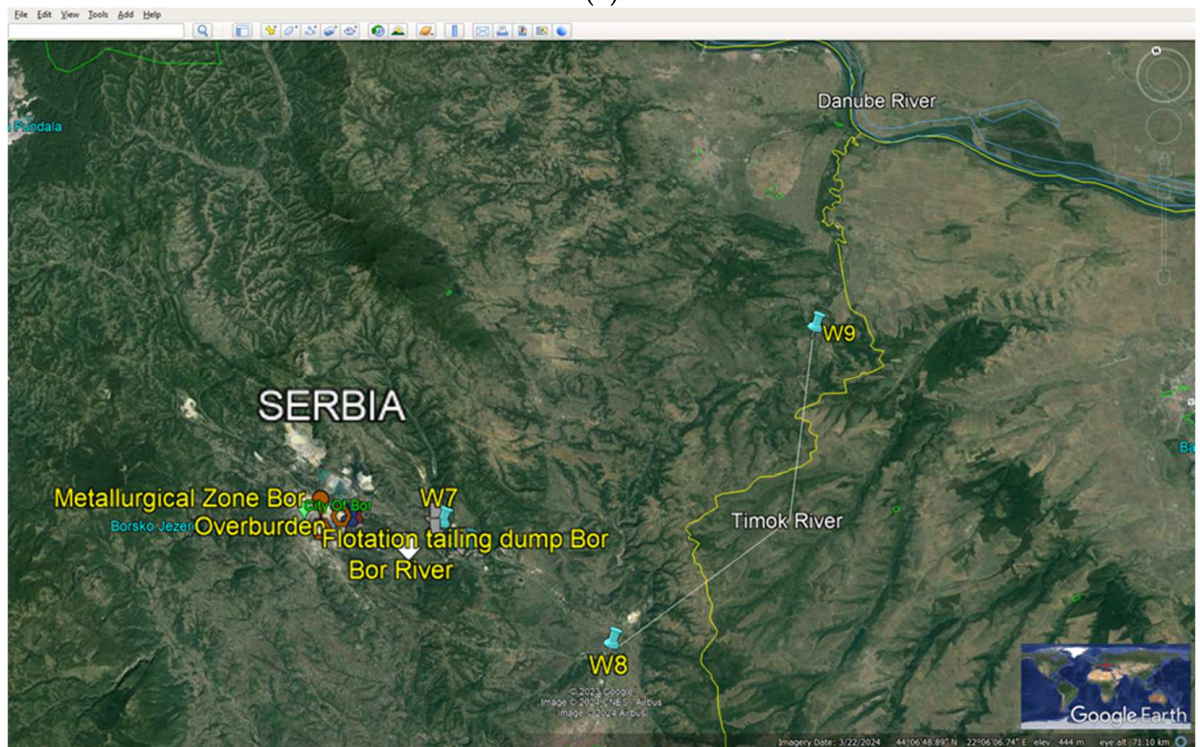 File Edit View Tools Add Help
Danube River
Pandala
W9
SERBIA
Metallurgical Zone Bor
City Of Bor
W7
Borsko Jezer
Overburden
Flotation tailing dump Bor
Timok River
Bor River
W8
© 2023 Google
Image © 2024 CNES / Airbus
Image © 2024 Airbus
Ba
Google Earth
Imagery Date: 3/22/2024 44°06'48.89" N 22°06'06.74" E elev 444 m eye alt 71.10 km